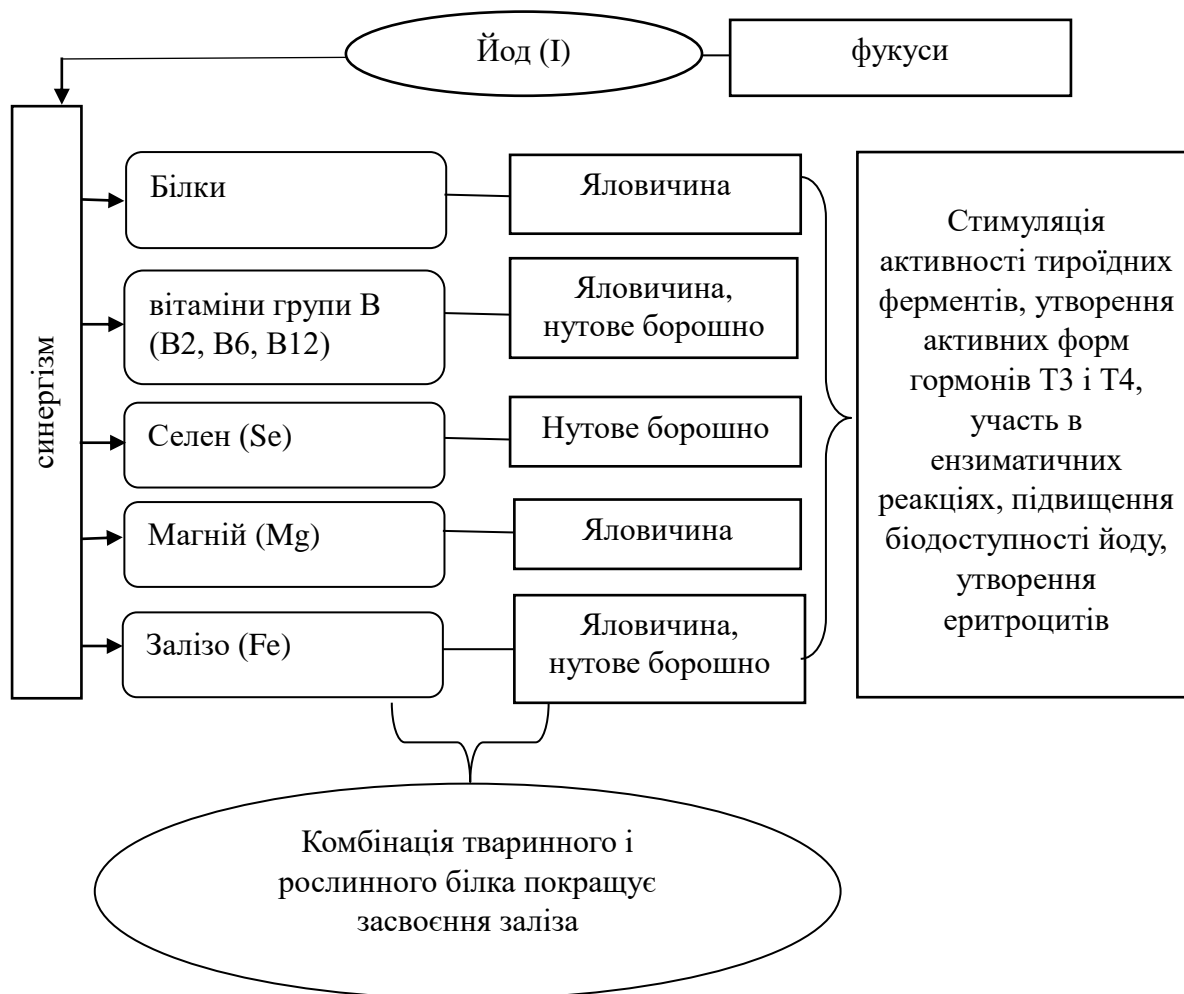 Йод (I)
фукуси
синергізм
Білки
Яловичина
вітаміни групи В
(В2, В6, В12)
Яловичина,
нутове борошно
Селен (Se)
Нутове борошно
Магній (Mg)
Яловичина
Залізо (Fe)
Яловичина,
нутове борошно
Стимуляція
активності тироїдних
ферментів, утворення
активних форм
гормонів Т3 і Т4,
участь в
ензиматичних
реакціях, підвищення
біодоступності йоду,
утворення
еритроцитів
Комбінація тваринного і
рослинного білка покращує
засвоєння заліза